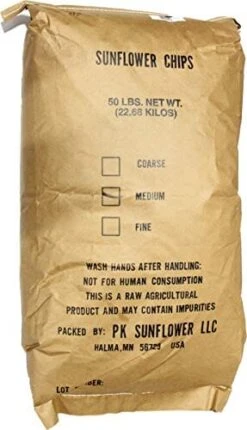 SUNFLOWER CHIPS
50 LBS. NET WT.
(22.68 KILOS)
COARSE
MEDIUM
FINE
WASH HANDS AFTER HANDLING:
NOT FOR HUMAN CONSUMPTION
THIS IS A RAW AGRICULTURAL
PRODUCT AND MAY CONTAIN IMPURITIES
PACKED BY: PK SUNFLOWER LLC
HALMA, MN 56729 USA
LOT